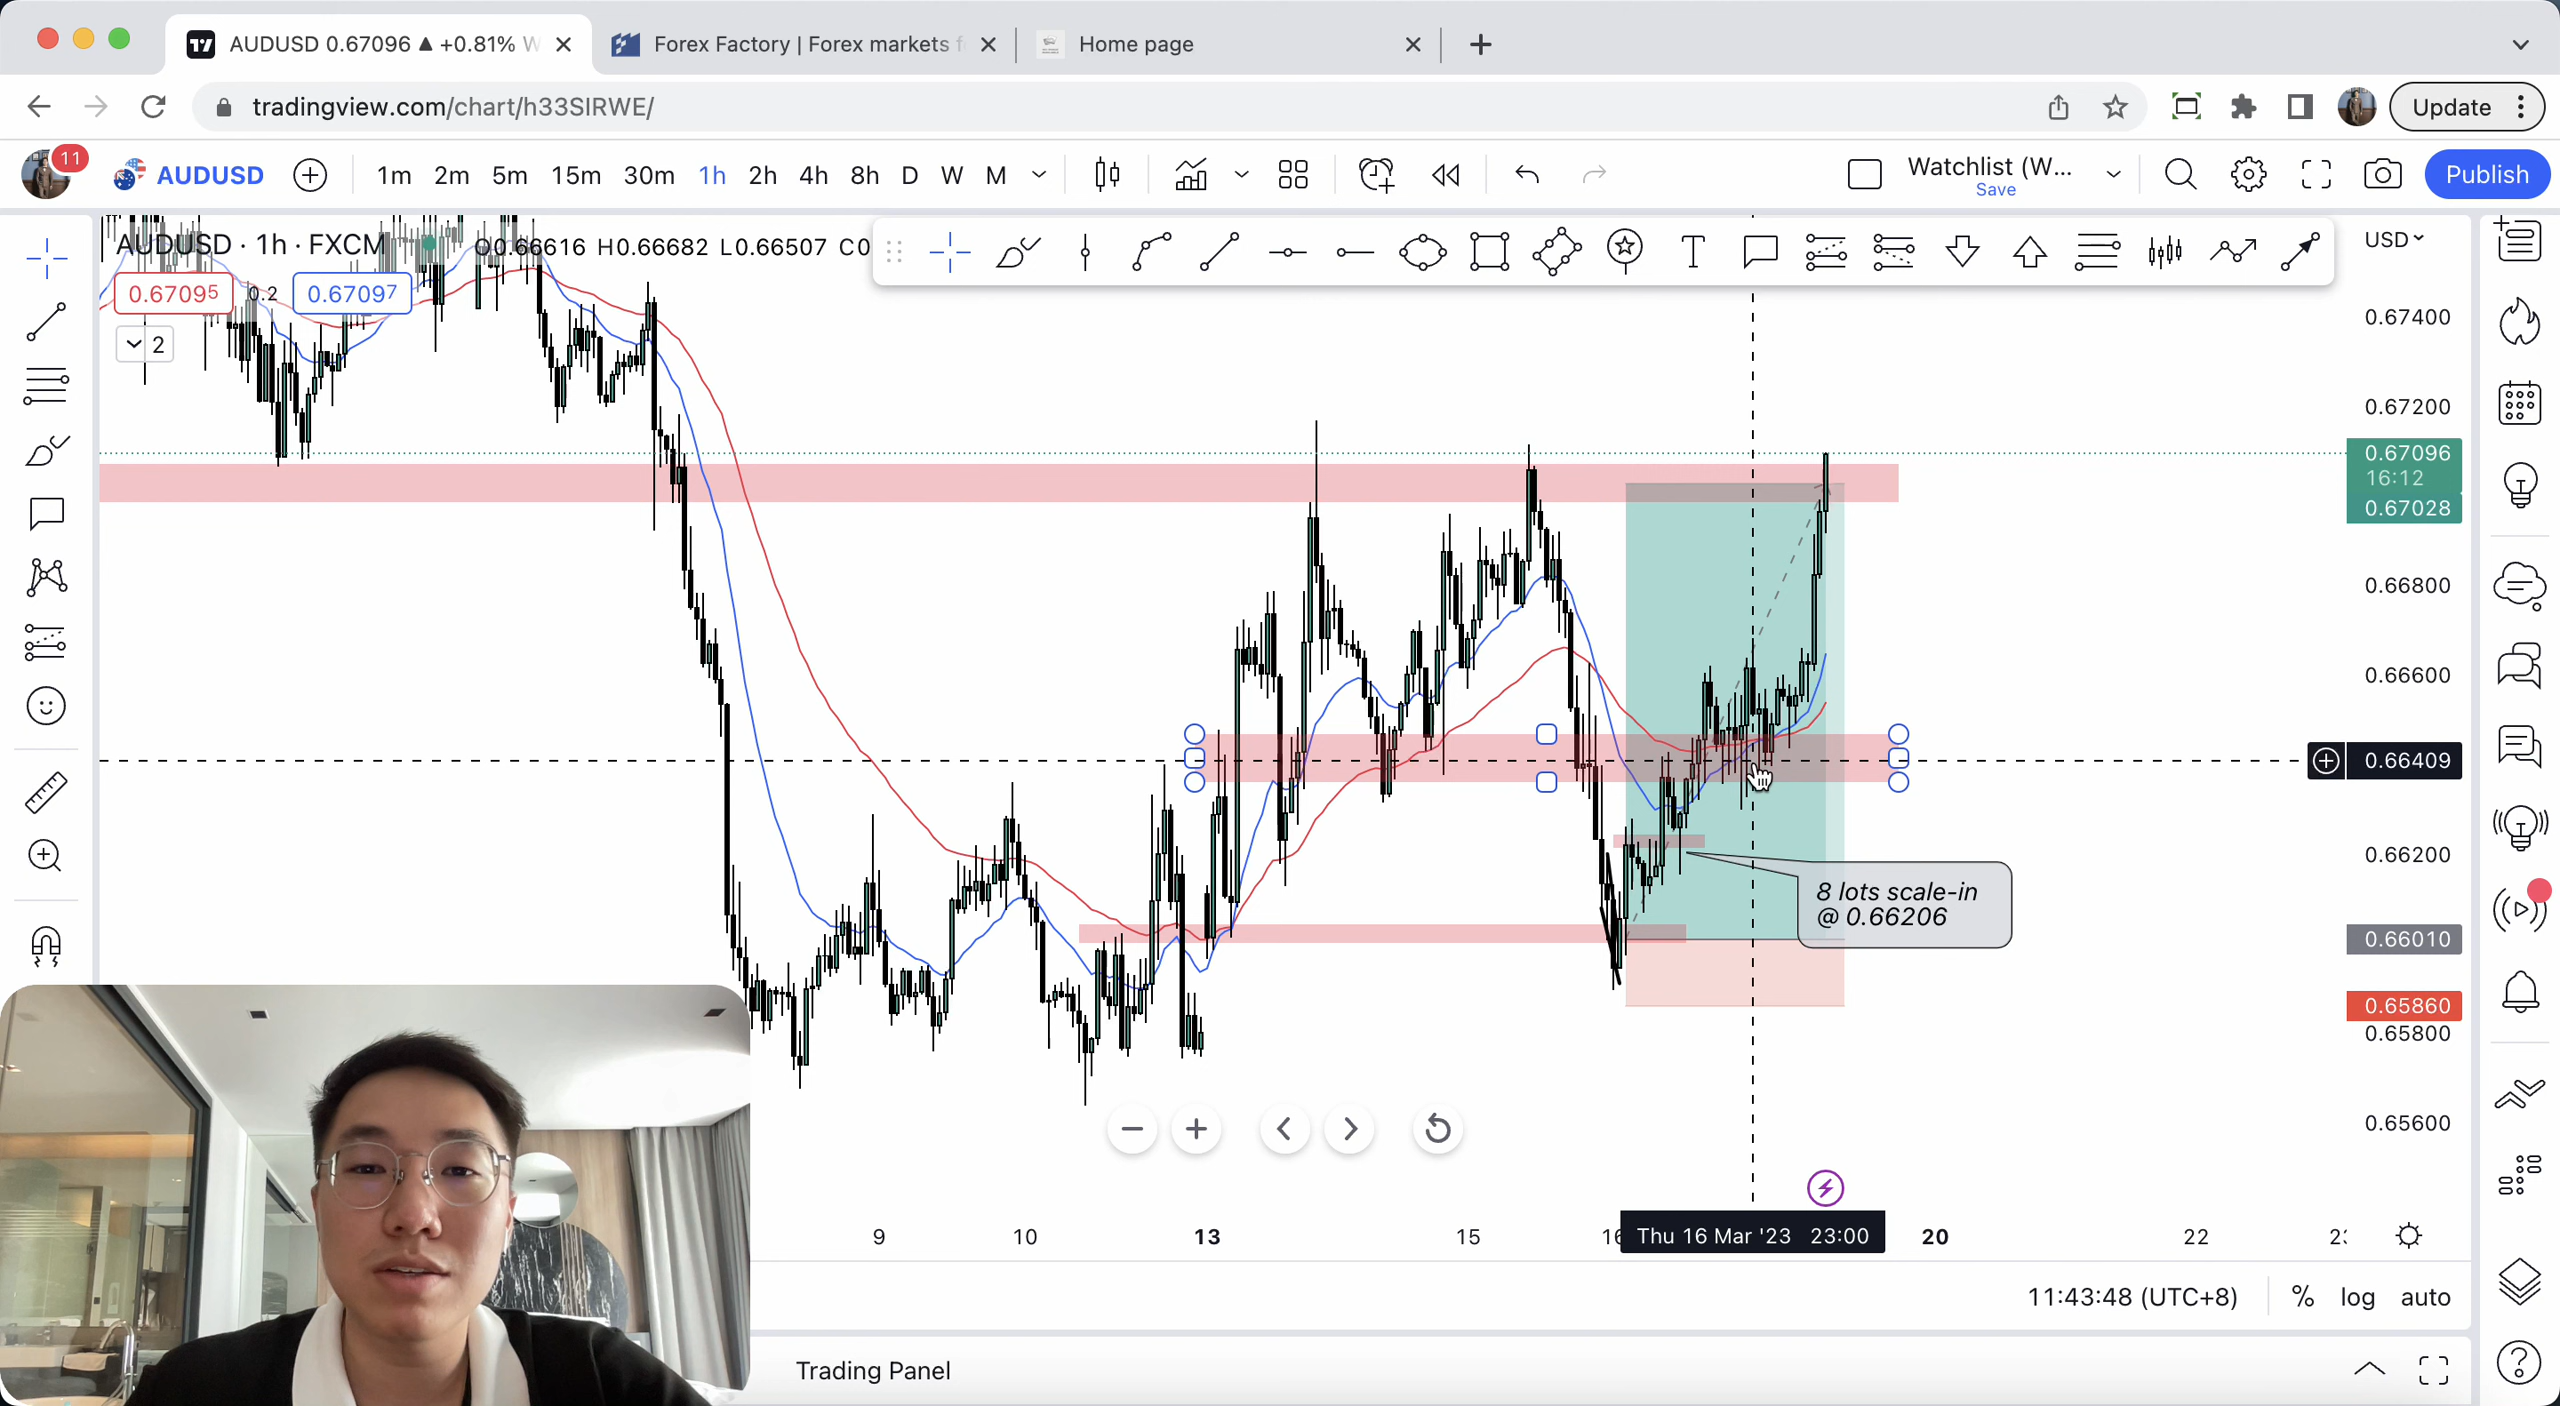 AUDUSD 0.67096 ▲ +0.81% W
Forex Factory | Forex markets f
Home page
tradingview.com/chart/h33SIRWE/
Update
11
AUDUSD
1m 2m 5m 15m 30m 1h 2h 4h 8h D W M
Watchlist (W...
Save
Publish
AUDUSD · 1h · FXCM
O0.66616 H0.66682 L0.66507 C0
0.67095 0.2 0.67097
2
USD
0.67400
0.67200
0.67096
16:12
0.67028
0.66800
0.66600
0.66409
0.66200
8 lots scale-in
@ 0.66206
0.66010
0.65860
0.65800
0.65600
9 10 13 15 16 Thu 16 Mar '23 23:00 20 22
11:43:48 (UTC+8) % log auto
Trading Panel